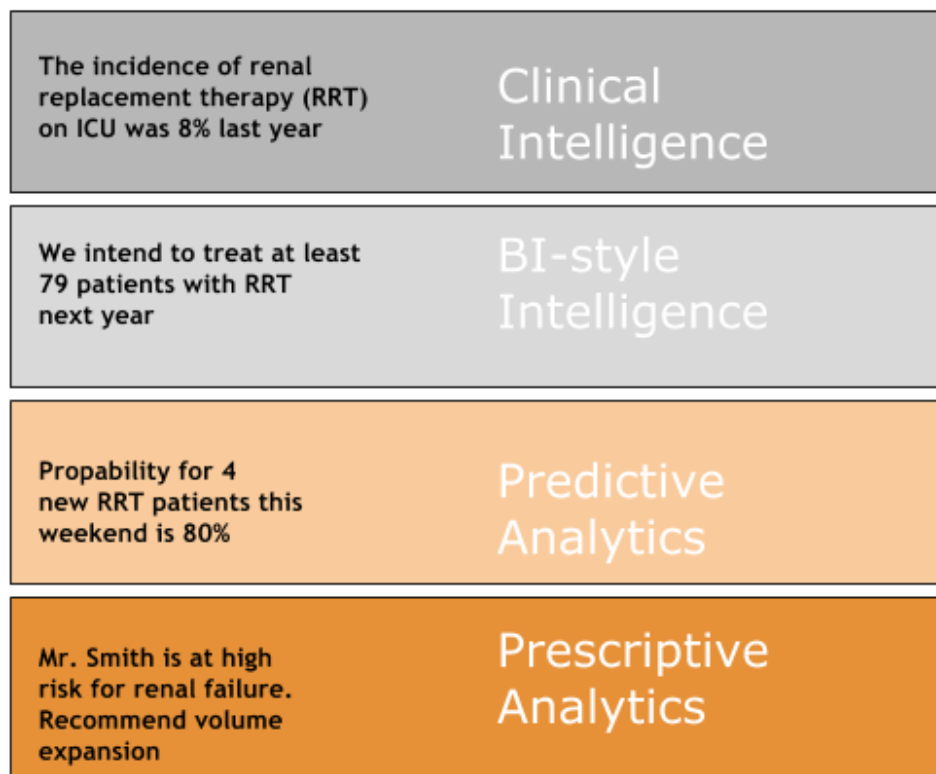 The incidence of renal
replacement therapy (RRT)
on ICU was 8% last year
Clinical
Intelligence
We intend to treat at least
79 patients with RRT
next year
BI-style
Intelligence
Propability for 4
new RRT patients this
weekend is 80%
Predictive
Analytics
Mr. Smith is at high
risk for renal failure.
Recommend volume
expansion
Prescriptive
Analytics